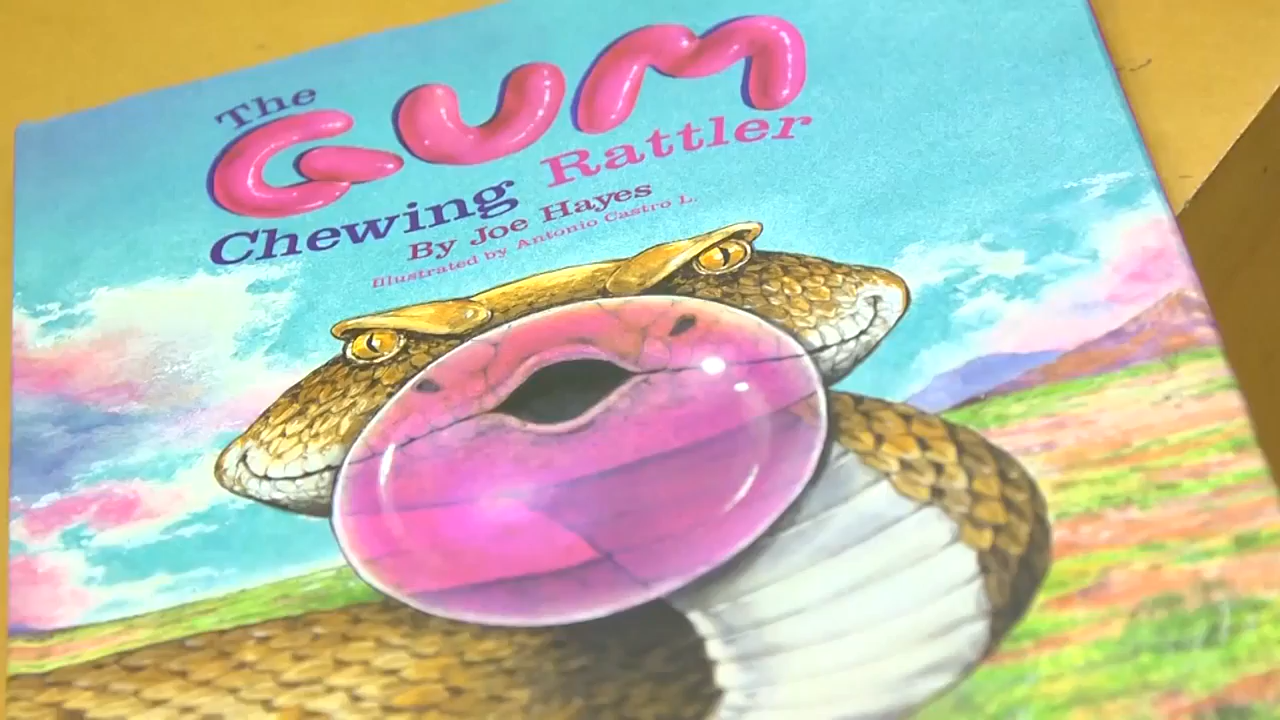 The
GUM
Chewing Rattler
By Joe Hayes
Illustrated by Antonio Castro L.